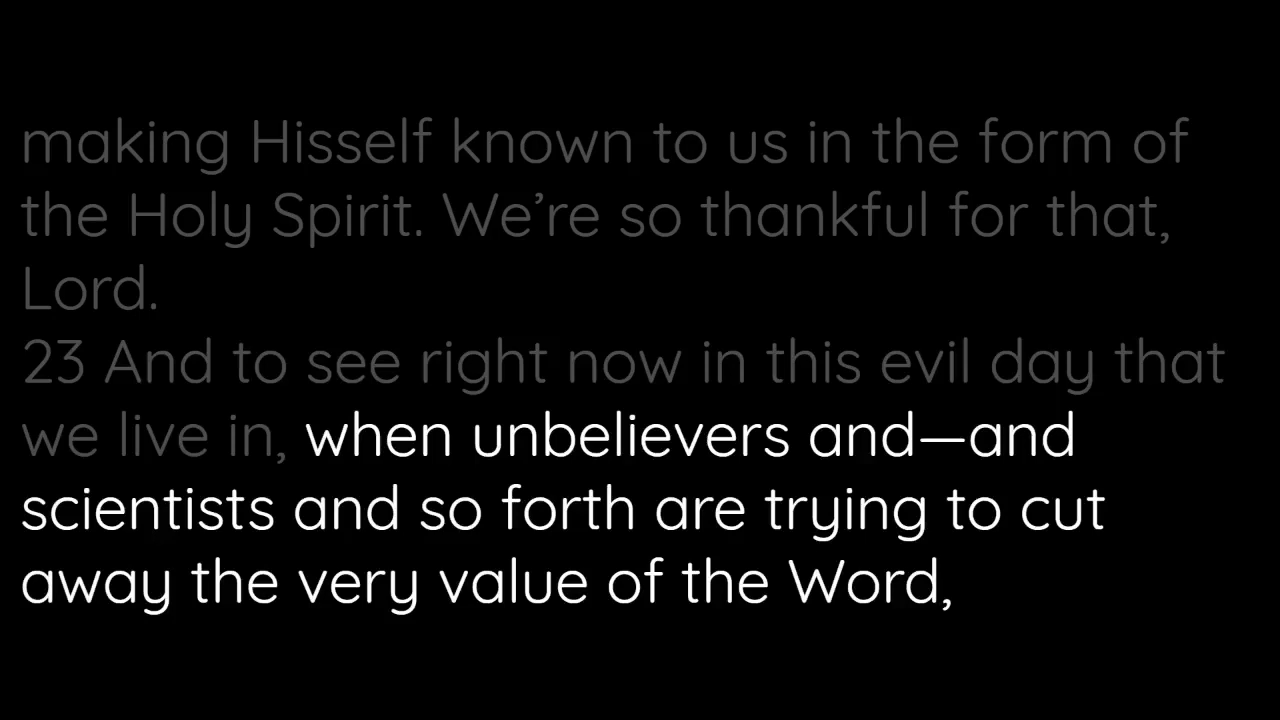 making Hisself known to us in the form of
the Holy Spirit. We’re so thankful for that,
Lord.
23 And to see right now in this evil day that
we live in, when unbelievers and—and
scientists and so forth are trying to cut
away the very value of the Word,